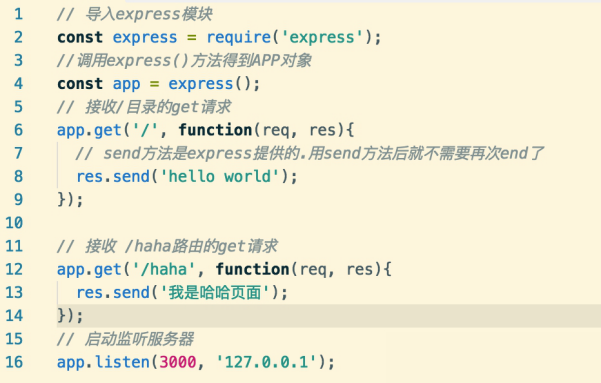 1 // 导入express模块
2 const express = require('express');
3 //调用express()方法得到APP对象
4 const app = express();
5 // 接收/目录的get请求
6 app.get('/', function(req, res){
7 // send方法是express提供的.用send方法后就不需要再次end了
8 res.send('hello world');
9 });
10
11 // 接收 /haha路由的get请求
12 app.get('/haha', function(req, res){
13 res.send('我是哈哈页面');
14 });
15 // 启动监听服务器
16 app.listen(3000, '127.0.0.1');